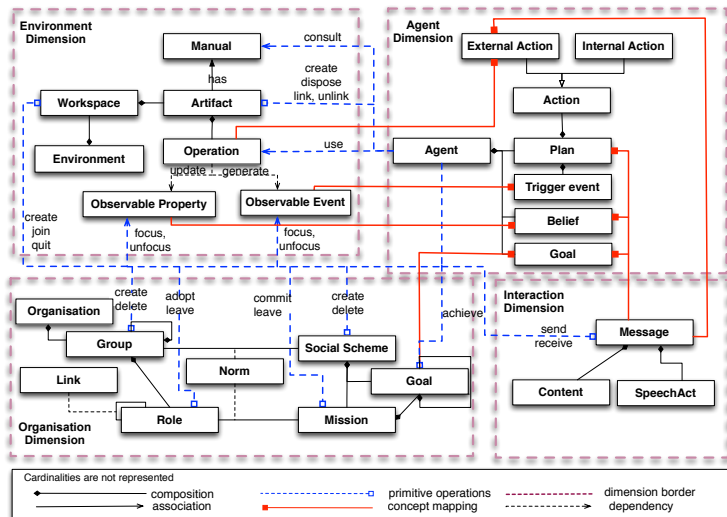 Environment
Dimension
Manual
consult
has
create
dispose
link, unlink
Workspace
Artifact
Environment
Operation
use
update
generate
Observable Property
Observable Event
create
join
quit
focus,
unfocus
focus,
unfocus
Agent
Dimension
External Action
Internal Action
Action
Agent
Plan
Trigger event
Belief
Goal
Organisation
create
delete
adopt
leave
commit
leave
create
delete
achieve
Group
Social Scheme
Link
Norm
Goal
Role
Mission
Organisation
Dimension
Interaction
Dimension
send
receive
Message
Content
SpeechAct
Cardinalities are not represented
composition
association
primitive operations
concept mapping
dimension border
dependency